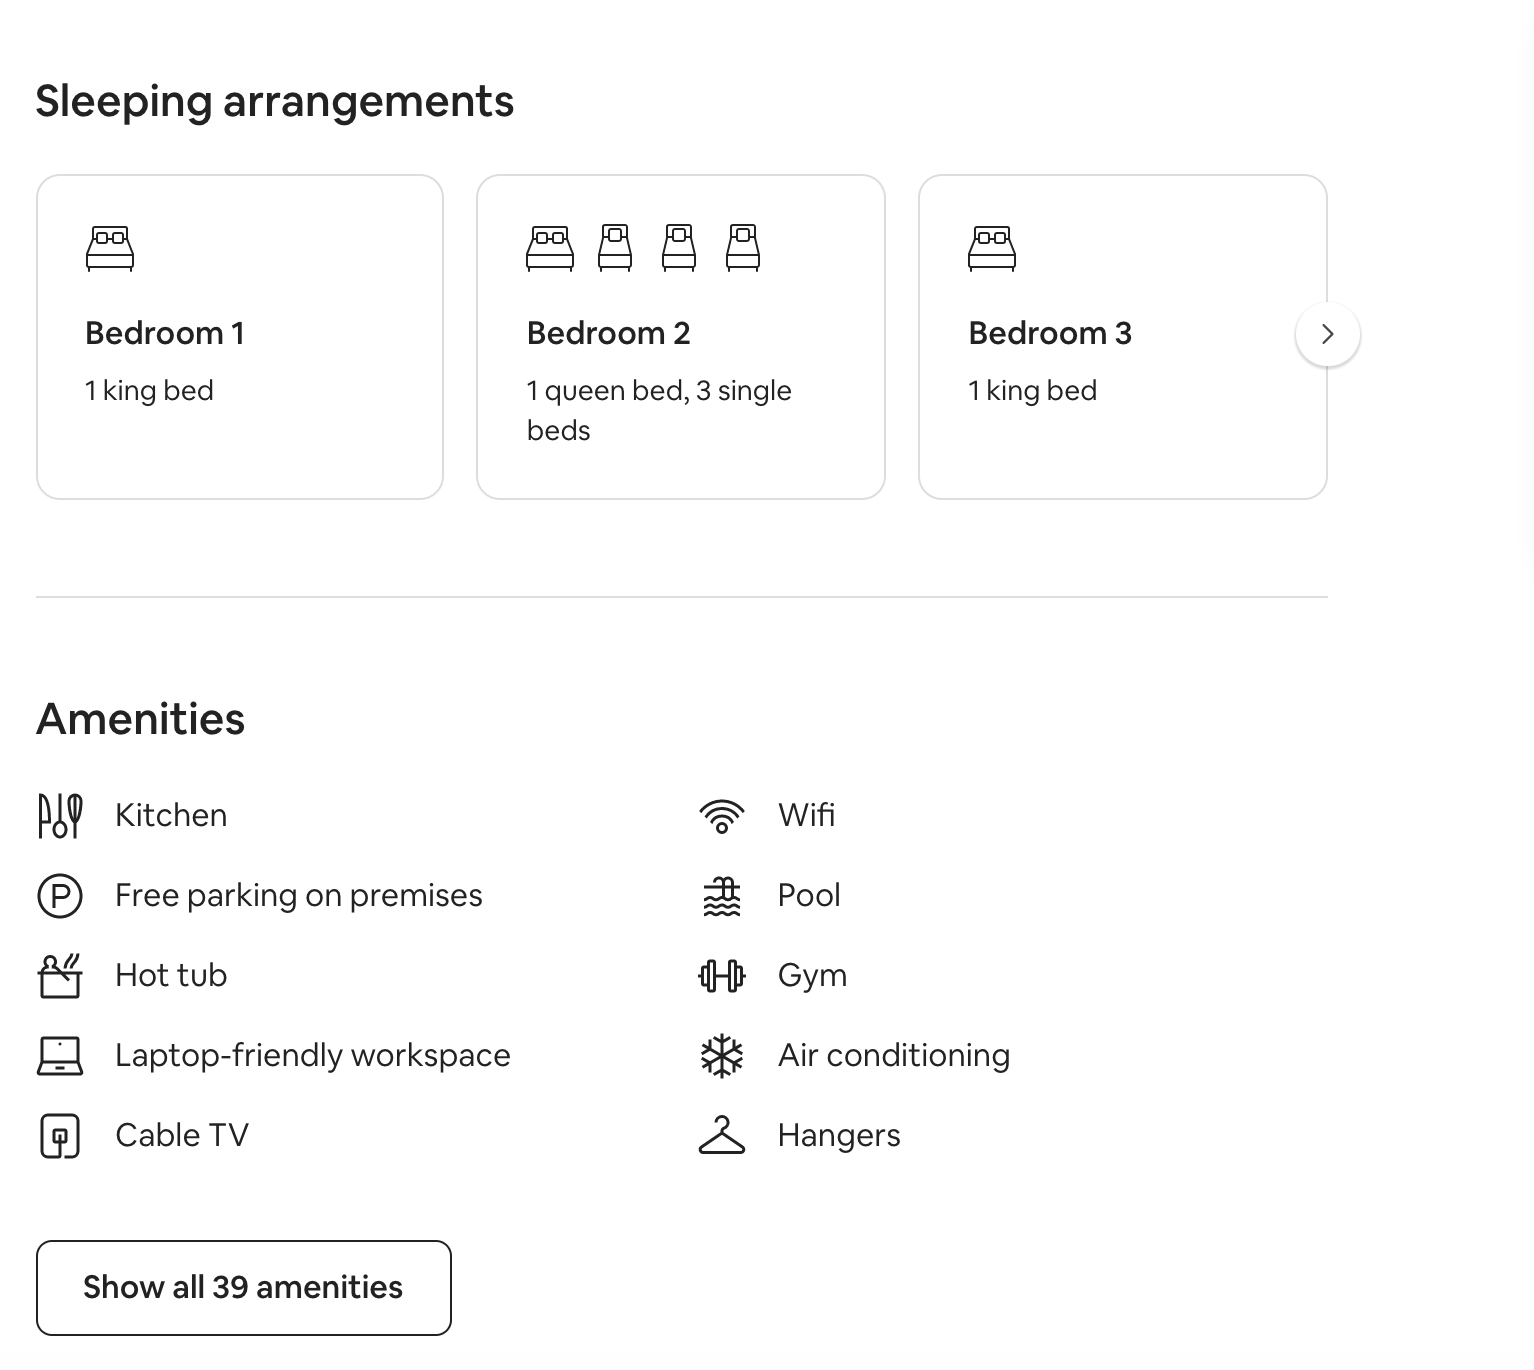 Sleeping arrangements
Bedroom 1
1 king bed
Bedroom 2
1 queen bed, 3 single
beds
Bedroom 3
1 king bed
Amenities
Kitchen
Wifi
Free parking on premises
Pool
Hot tub
Gym
Laptop-friendly workspace
Air conditioning
Cable TV
Hangers
Show all 39 amenities